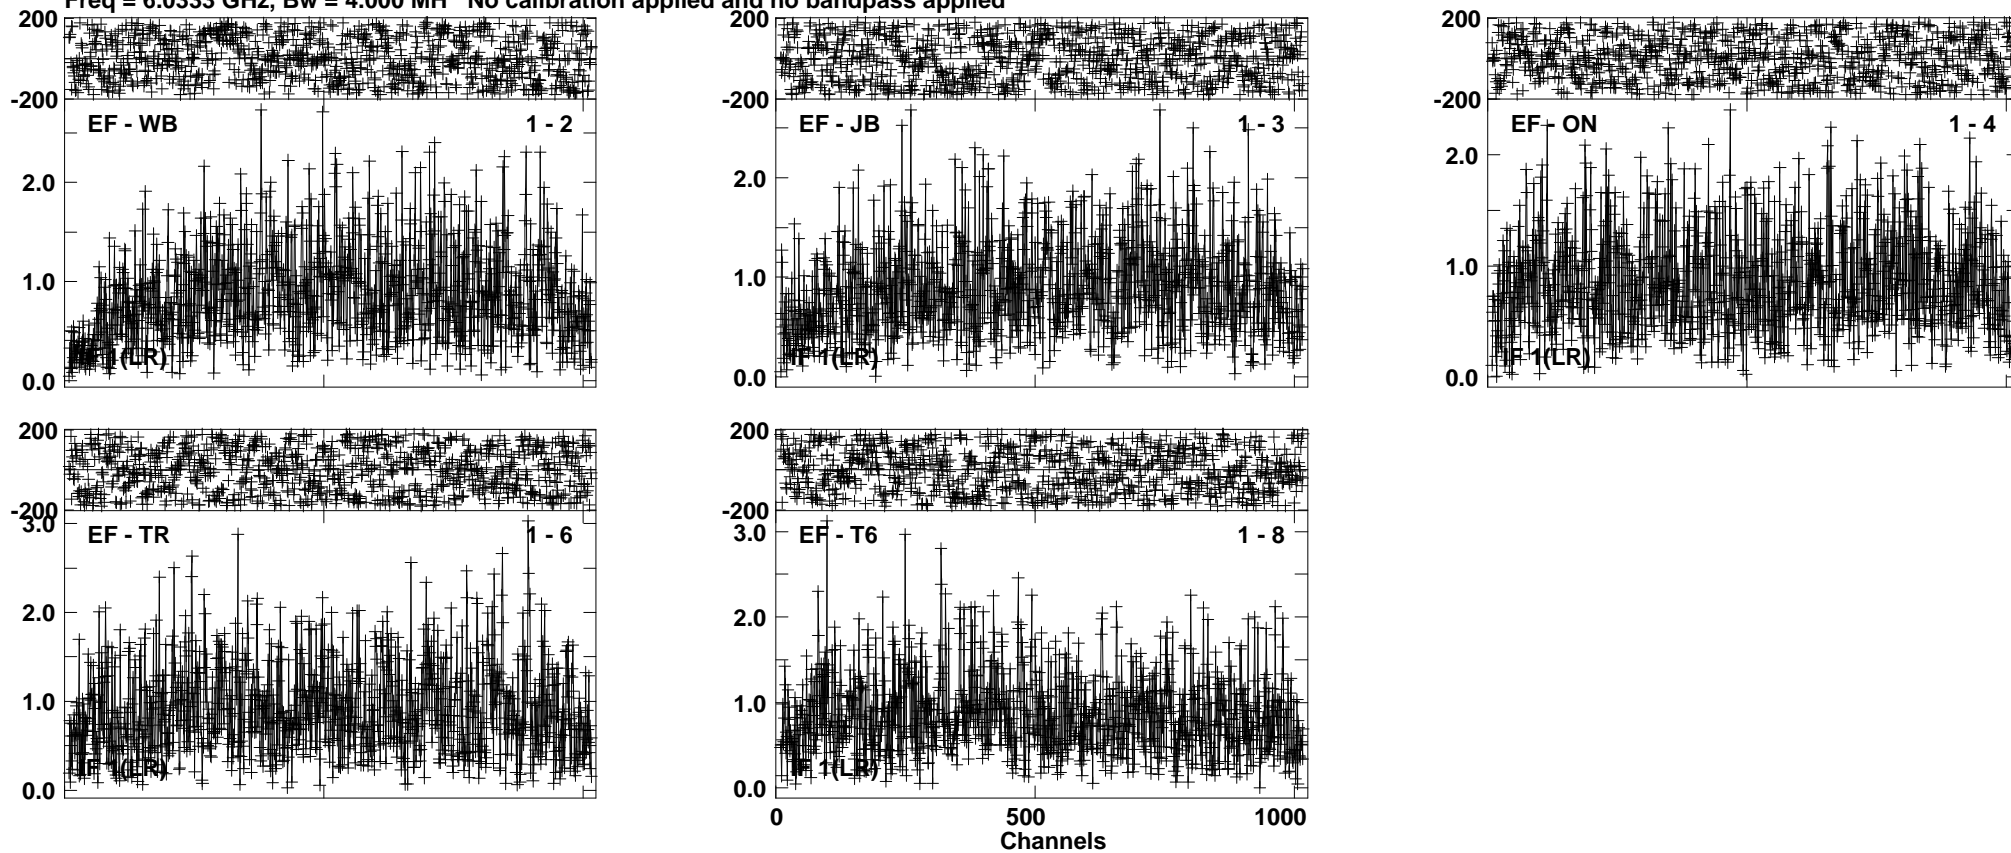 Freq = 6.0333 GHz, Bw = 4.000 MH No calibration applied and no bandpass applied
200
-200
EF - WB 1 - 2
2.0
1.0
IF 1(LR)
0.0
200
-200
EF - JB 1 - 3
2.0
1.0
IF 1(LR)
0.0
200
-200
EF - ON 1 - 4
2.0
1.0
IF 1(LR)
0.0
200
-200
3.0
EF - TR 1 - 6
2.0
1.0
IF 1(LR)
0.0
200
-200
3.0
EF - T6 1 - 8
2.0
1.0
IF 1(LR)
0.0
0 500 1000
Channels